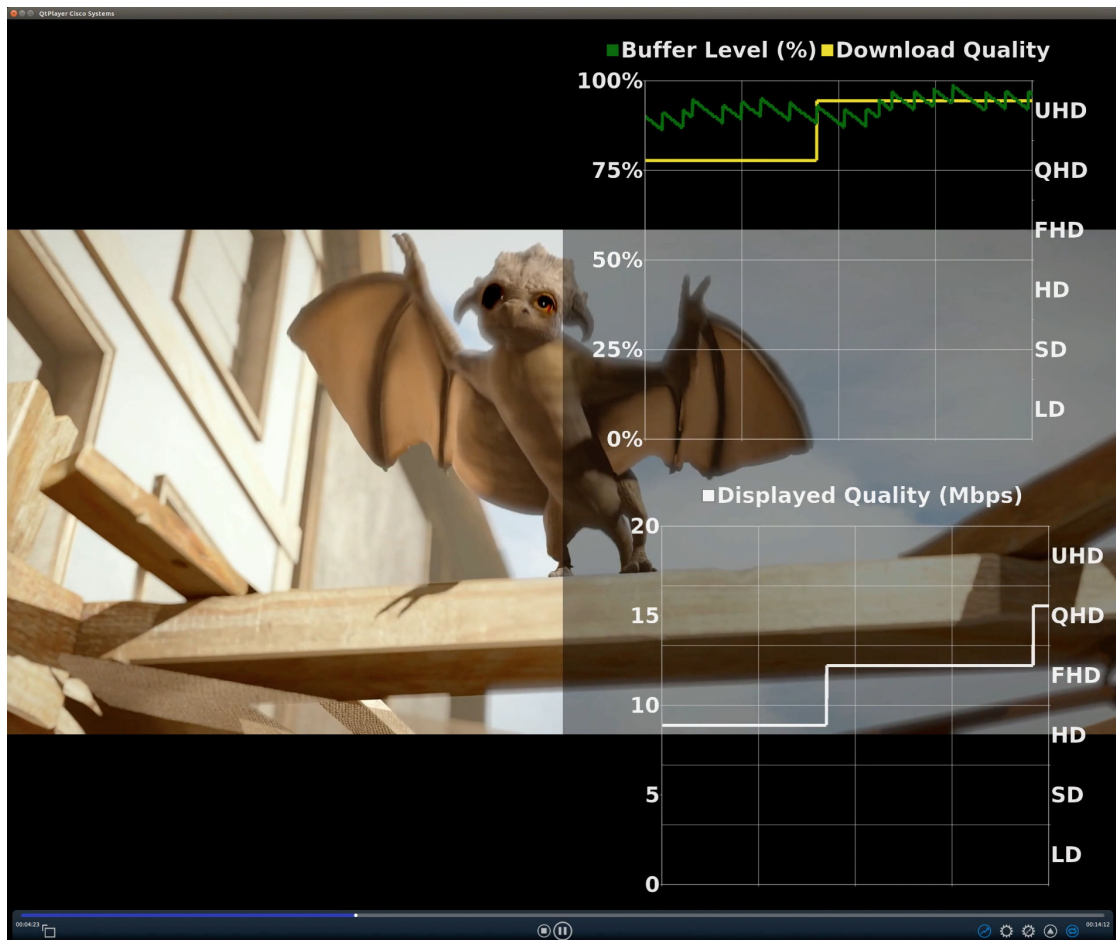 QtPlayer Cisco Systems
Buffer Level (%) Download Quality
100%
UHD
75%
QHD
FHD
50%
HD
25%
SD
LD
0%
Displayed Quality (Mbps)
20
UHD
15
QHD
FHD
10
HD
5
SD
LD
0
00:04:23
00:14:12